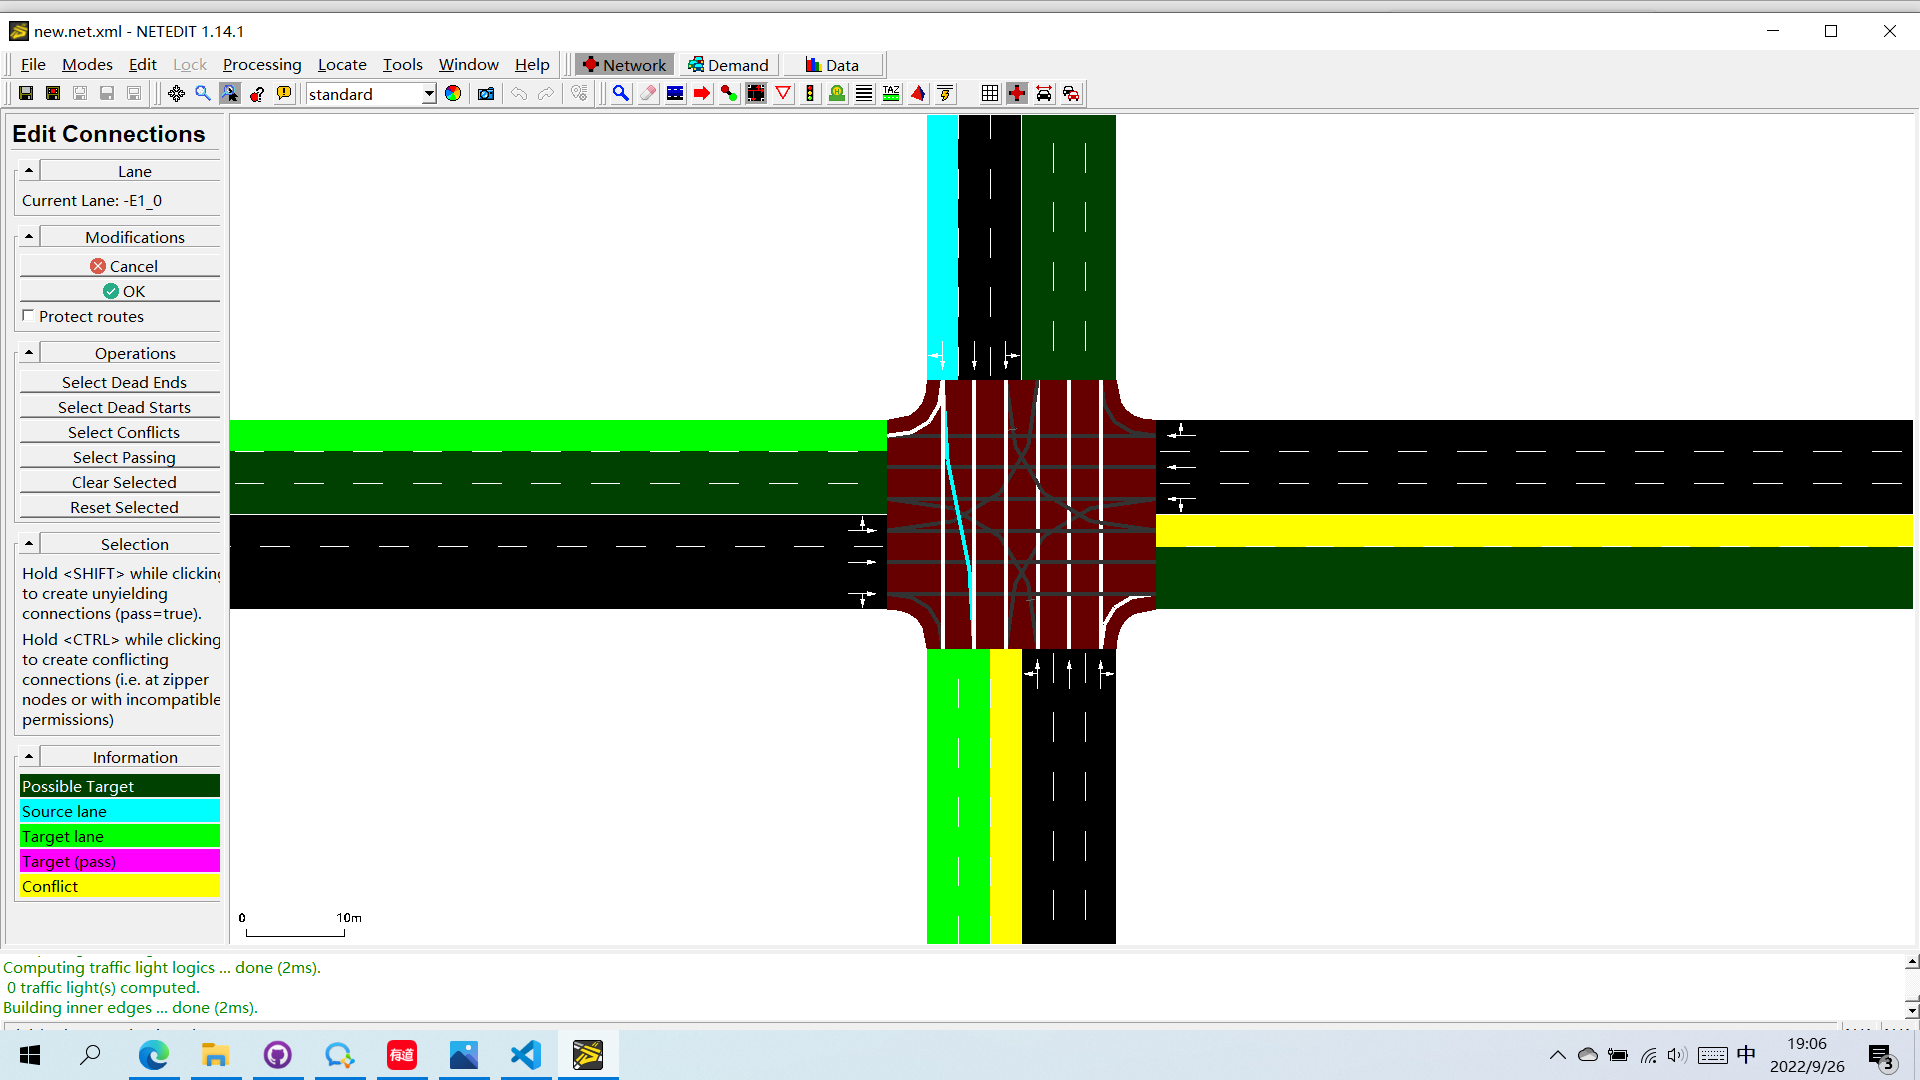 new.net.xml - NETEDIT 1.14.1
File Modes Edit Lock Processing Locate Tools Window Help Network Demand Data
standard TAZ
Edit Connections
Lane
Current Lane: -E1_0
Modifications
Cancel
OK
Protect routes
Operations
Select Dead Ends
Select Dead Starts
Select Conflicts
Select Passing
Clear Selected
Reset Selected
Selection
Hold <SHIFT> while clicking
to create unyielding
connections (pass=true).
Hold <CTRL> while clicking
to create conflicting
connections (i.e. at zipper
nodes or with incompatible
permissions)
Information
Possible Target
Source lane
Target lane
Target (pass)
Conflict
0 10m
Computing traffic light logics ... done (2ms).
0 traffic light(s) computed.
Building inner edges ... done (2ms).
有道
中
19:06
2022/9/26
3